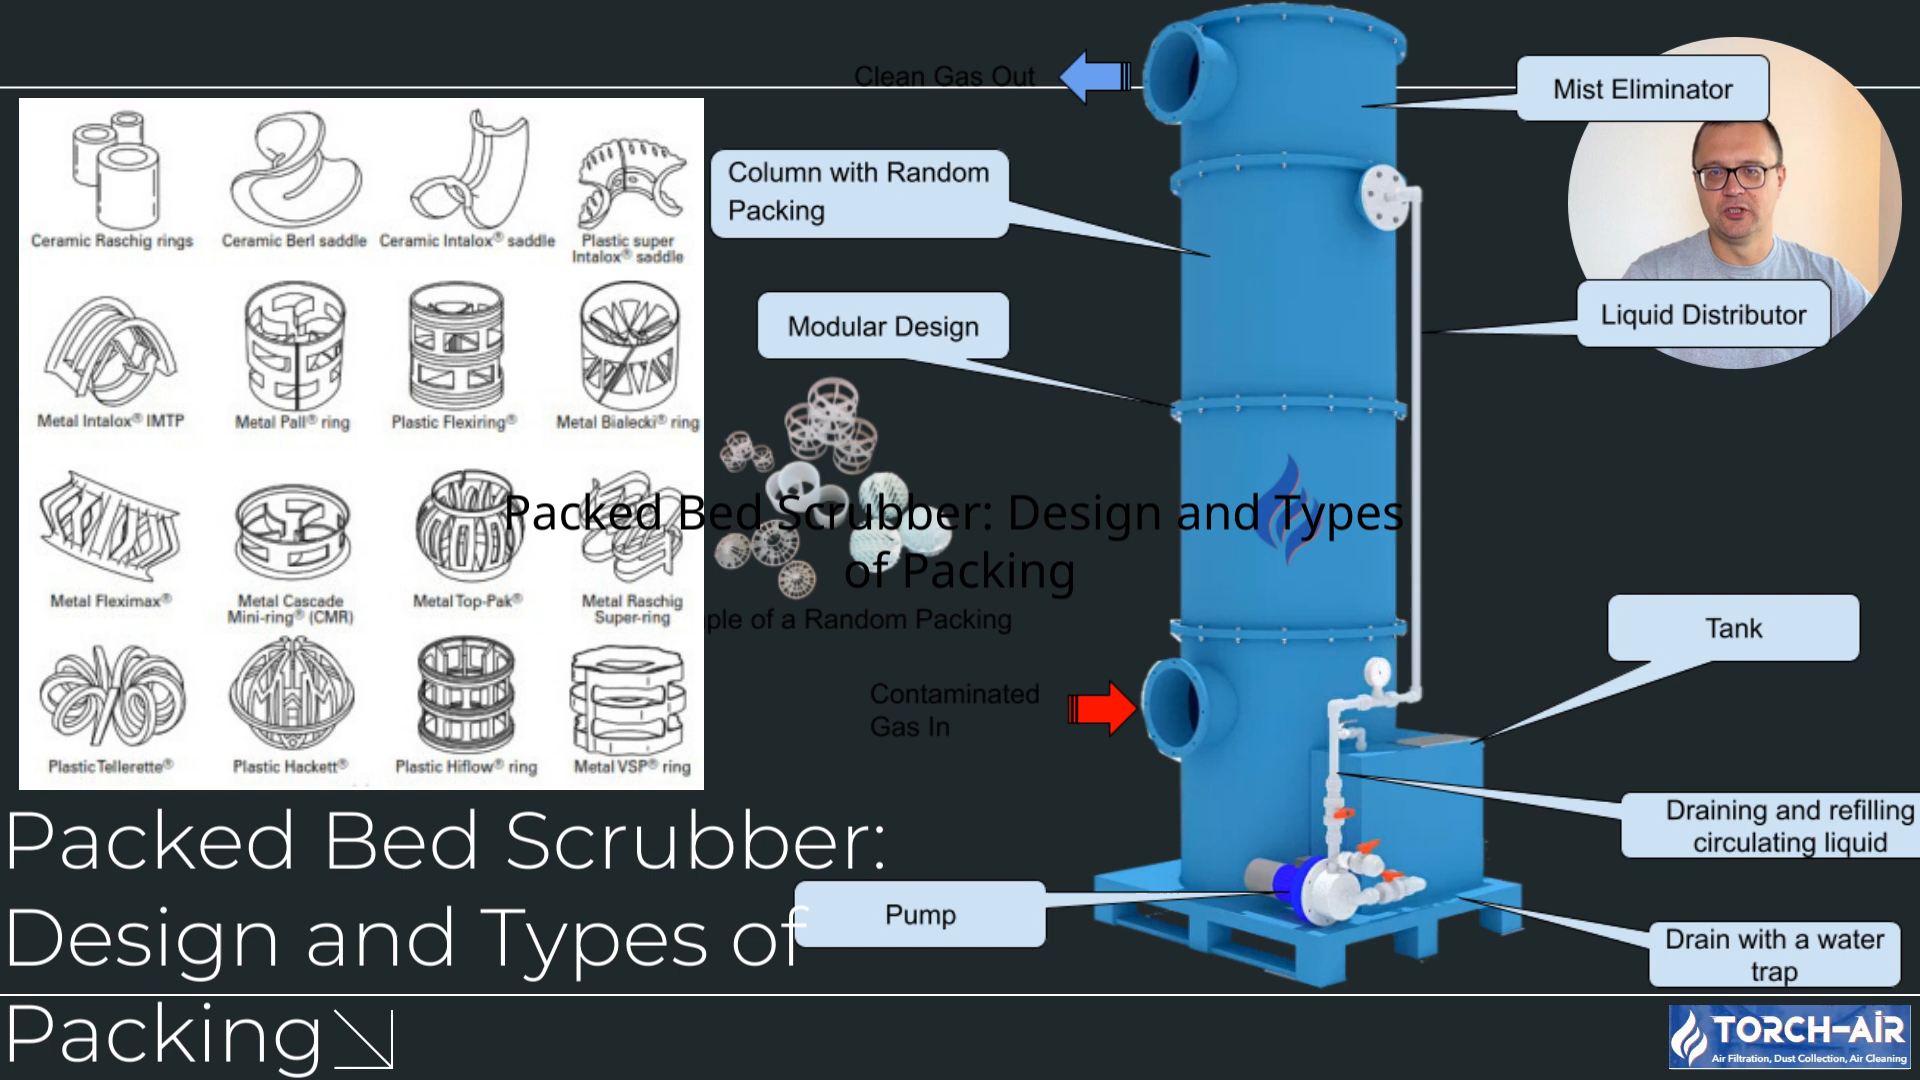 Clean Gas Out
Mist Eliminator
Column with Random
Packing
Modular Design
Liquid Distributor
Ceramic Raschig rings
Ceramic Berl saddle
Ceramic Intalox® saddle
Plastic super
Intalox® saddle
Metal Intalox® IMTP
Metal Pall® ring
Plastic Flexiring®
Metal Bialecki® ring
Metal Fleximax®
Metal Cascade
Mini-ring® (CMR)
Metal Top-Pak®
Metal Raschig
Super-ring
Plastic Tellerette®
Plastic Hackett®
Plastic Hiflow® ring
Metal VSP® ring
Packed Bed Scrubber: Design and Types
of Packing
ple of a Random Packing
Contaminated
Gas In
Tank
Draining and refilling
circulating liquid
Pump
Drain with a water
trap
Packed Bed Scrubber:
Design and Types of
Packing
TORCH-AIR
Air Filtration, Dust Collection, Air Cleaning